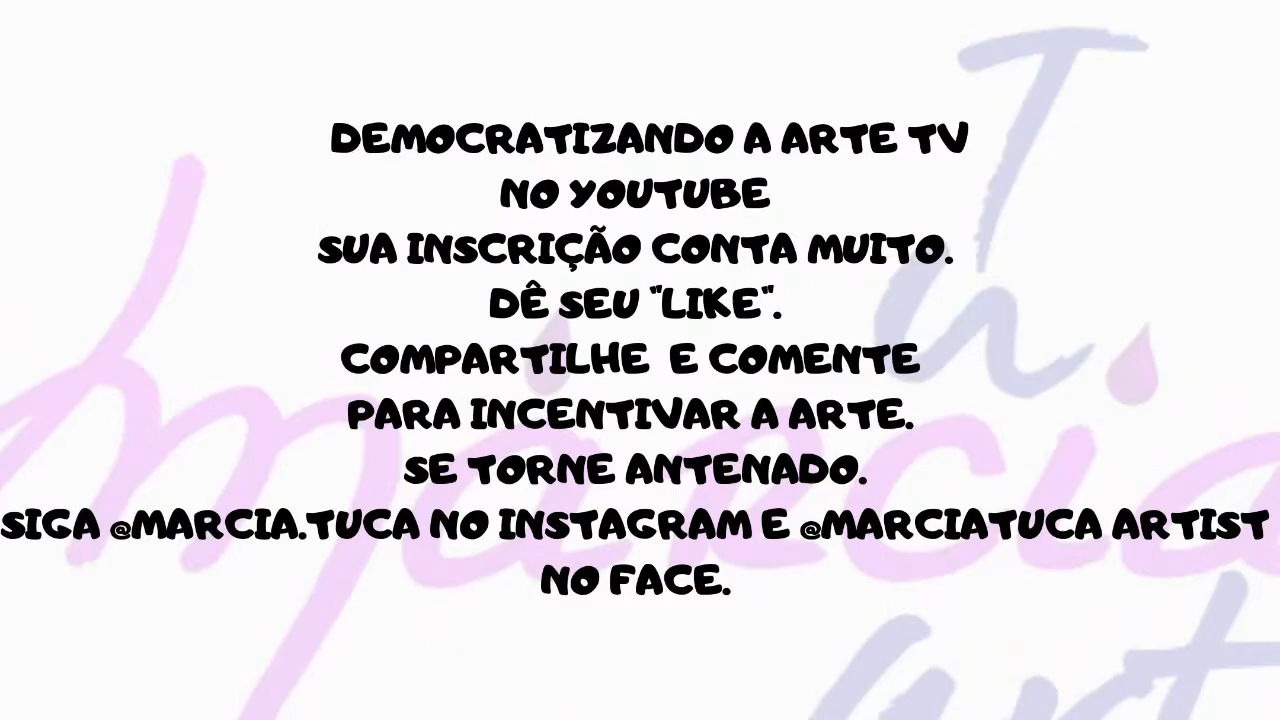 DEMOCRATIZANDO A ARTE TV
NO YOUTUBE
SUA INSCRIÇÃO CONTA MUITO.
DÊ SEU "LIKE".
COMPARTILHE E COMENTE
PARA INCENTIVAR A ARTE.
SE TORNE ANTENADO.
SIGA @MARCIA.TUCA NO INSTAGRAM E @MARCIATUCA ARTIST
NO FACE.
marcia